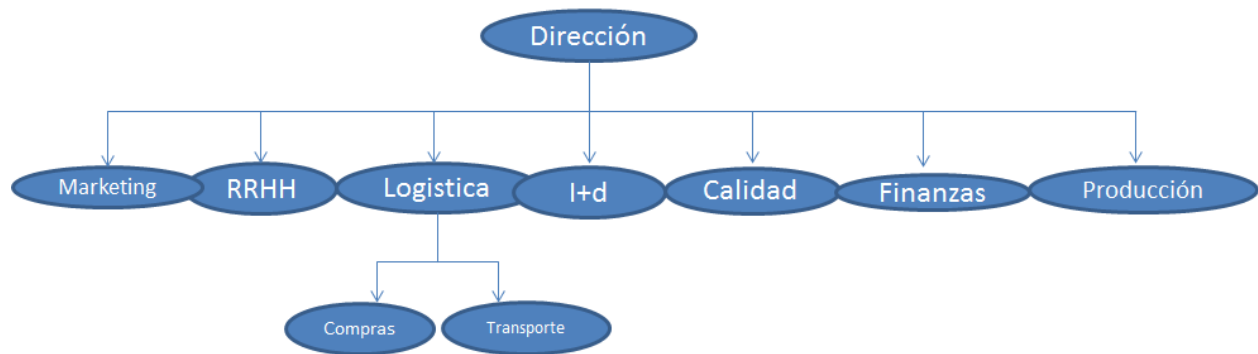 Dirección
Marketing
RRHH
Logistica
I+d
Calidad
Finanzas
Producción
Compras
Transporte